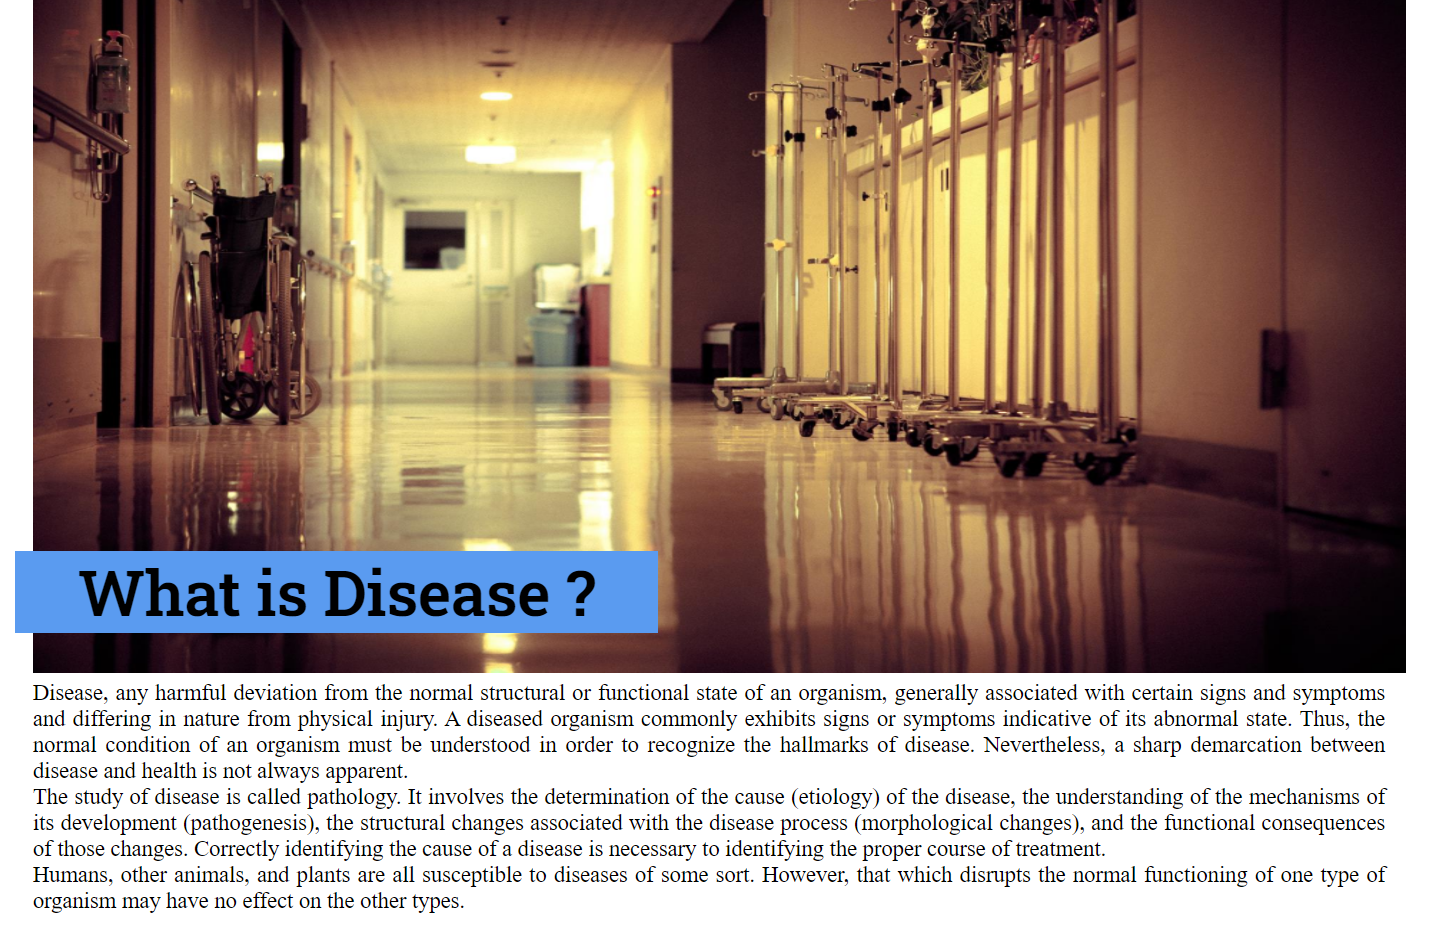 What is Disease ?
Disease, any harmful deviation from the normal structural or functional state of an organism, generally associated with certain signs and symptoms
and differing in nature from physical injury. A diseased organism commonly exhibits signs or symptoms indicative of its abnormal state. Thus, the
normal condition of an organism must be understood in order to recognize the hallmarks of disease. Nevertheless, a sharp demarcation between
disease and health is not always apparent.
The study of disease is called pathology. It involves the determination of the cause (etiology) of the disease, the understanding of the mechanisms of
its development (pathogenesis), the structural changes associated with the disease process (morphological changes), and the functional consequences
of those changes. Correctly identifying the cause of a disease is necessary to identifying the proper course of treatment.
Humans, other animals, and plants are all susceptible to diseases of some sort. However, that which disrupts the normal functioning of one type of
organism may have no effect on the other types.